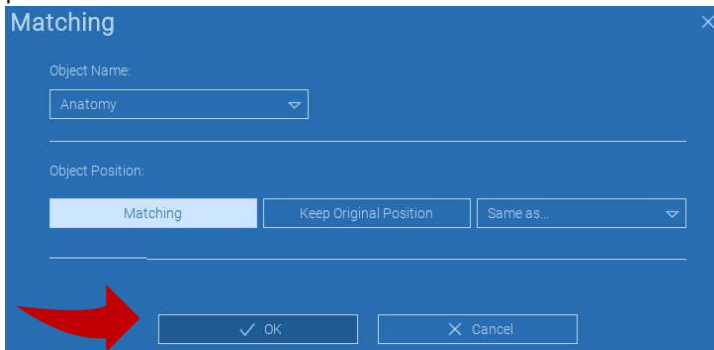 Matching
Object Name:
Anatomy
Object Position:
Matching Keep Original Position Same as...
OK Cancel